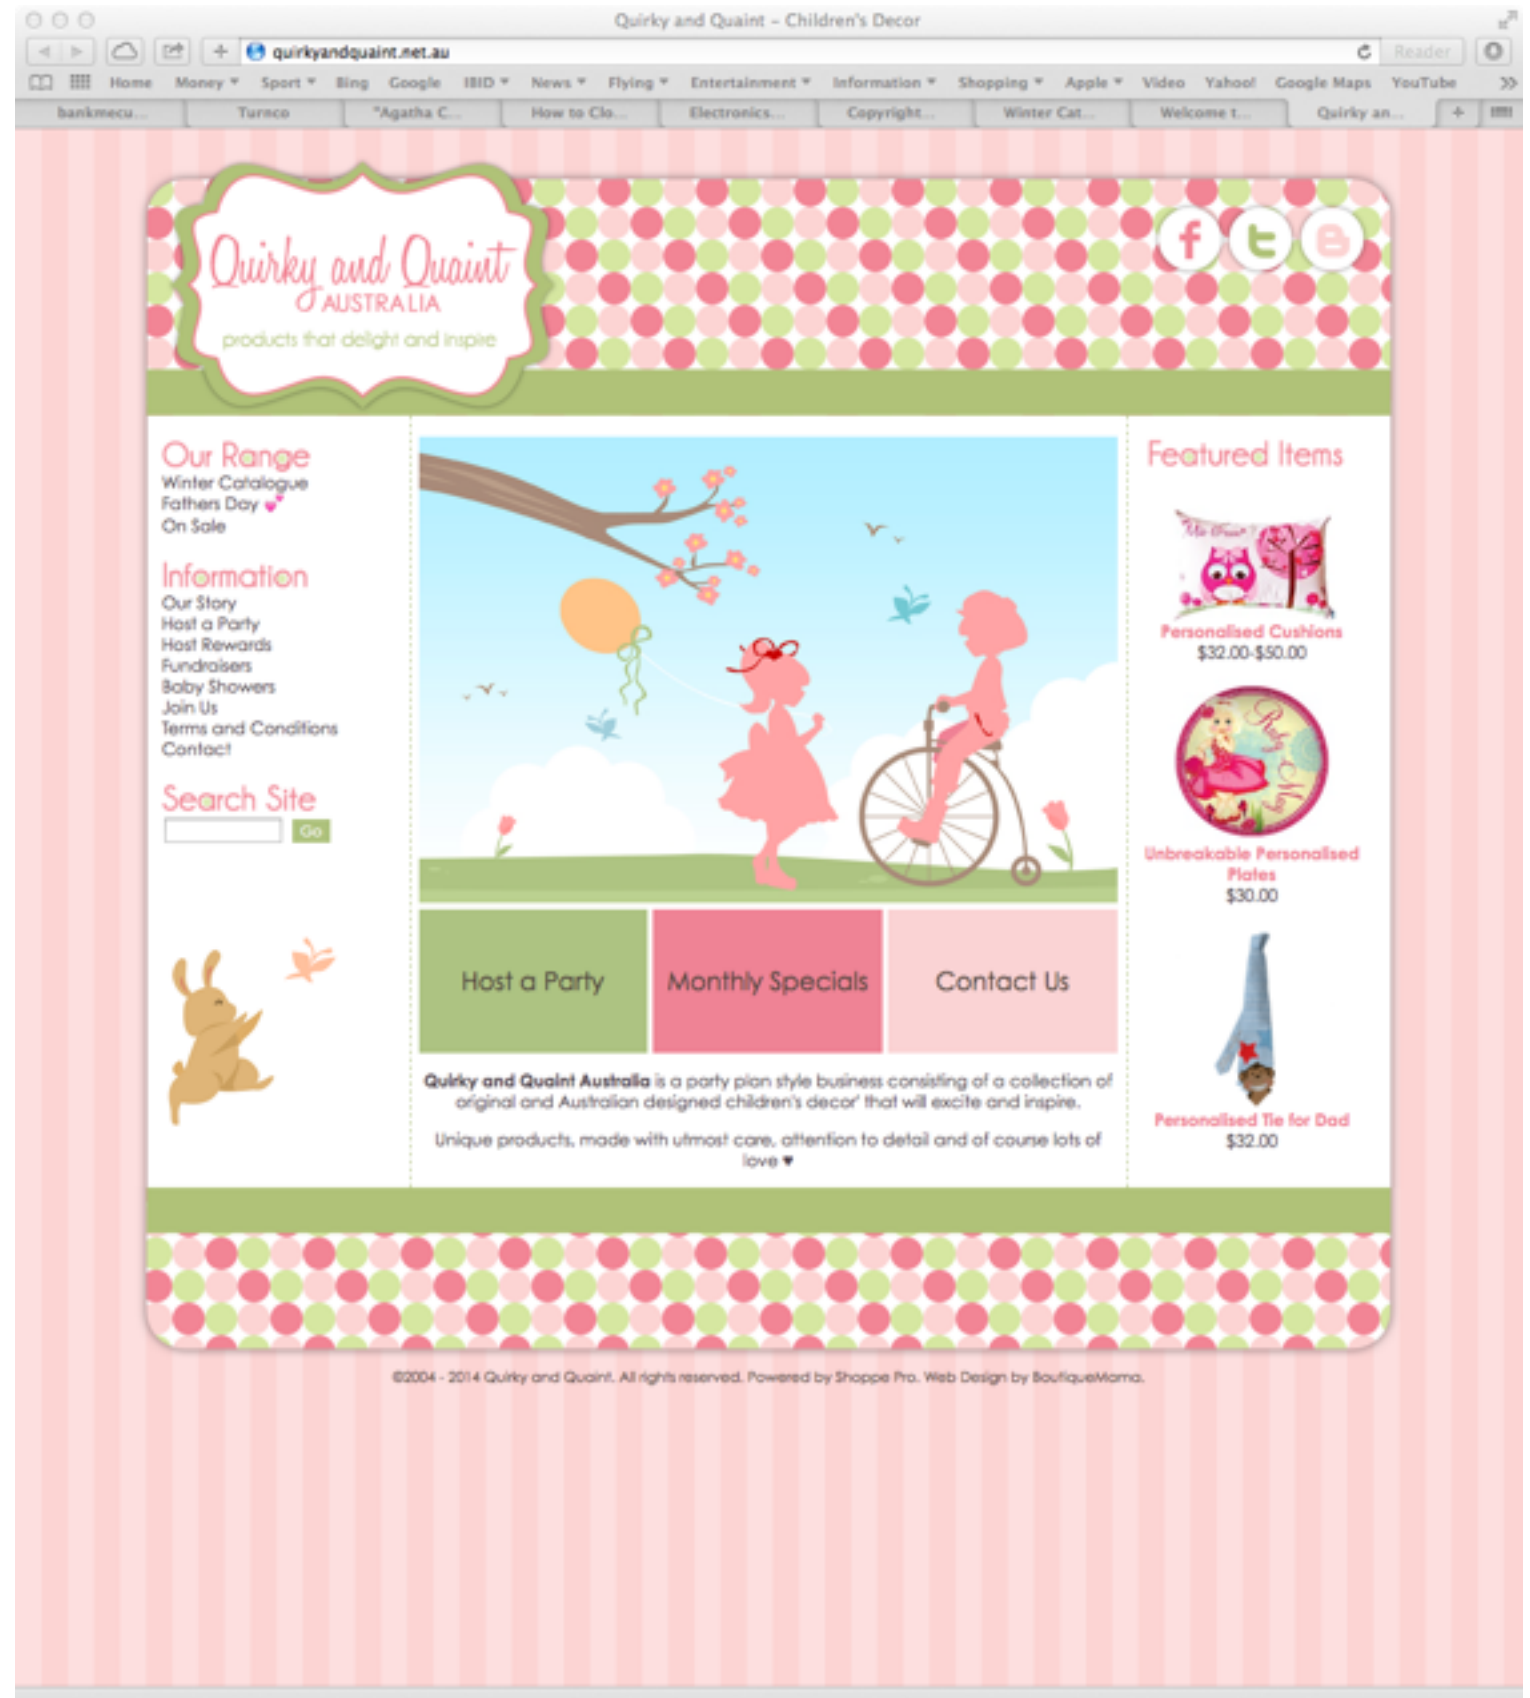 Quirky and Quaint – Children's Decor
quirkyandquaint.net.au
Reader
Home Money Sport Bing Google IBID News Flying Entertainment Information Shopping Apple Video Yahoo! Google Maps YouTube
bankmecu... Turnco "Agatha C... How to Clo... Electronics... Copyright... Winter Cat... Welcome t... Quirky an...
Quirky and Quaint
AUSTRALIA
products that delight and inspire
Our Range
Winter Catalogue
Fathers Day 💕
On Sale
Information
Our Story
Host a Party
Host Rewards
Fundraisers
Baby Showers
Join Us
Terms and Conditions
Contact
Search Site
Go
Host a Party
Monthly Specials
Contact Us
Quirky and Quaint Australia is a party plan style business consisting of a collection of
original and Australian designed children's decor' that will excite and inspire.
Unique products, made with utmost care, attention to detail and of course lots of
love ♥
Featured Items
Personalised Cushions
$32.00-$50.00
Ruby May
Unbreakable Personalised
Plates
$30.00
Personalised Tie for Dad
$32.00
©2004 - 2014 Quirky and Quaint. All rights reserved. Powered by Shoppe Pro. Web Design by BoutiqueMama.